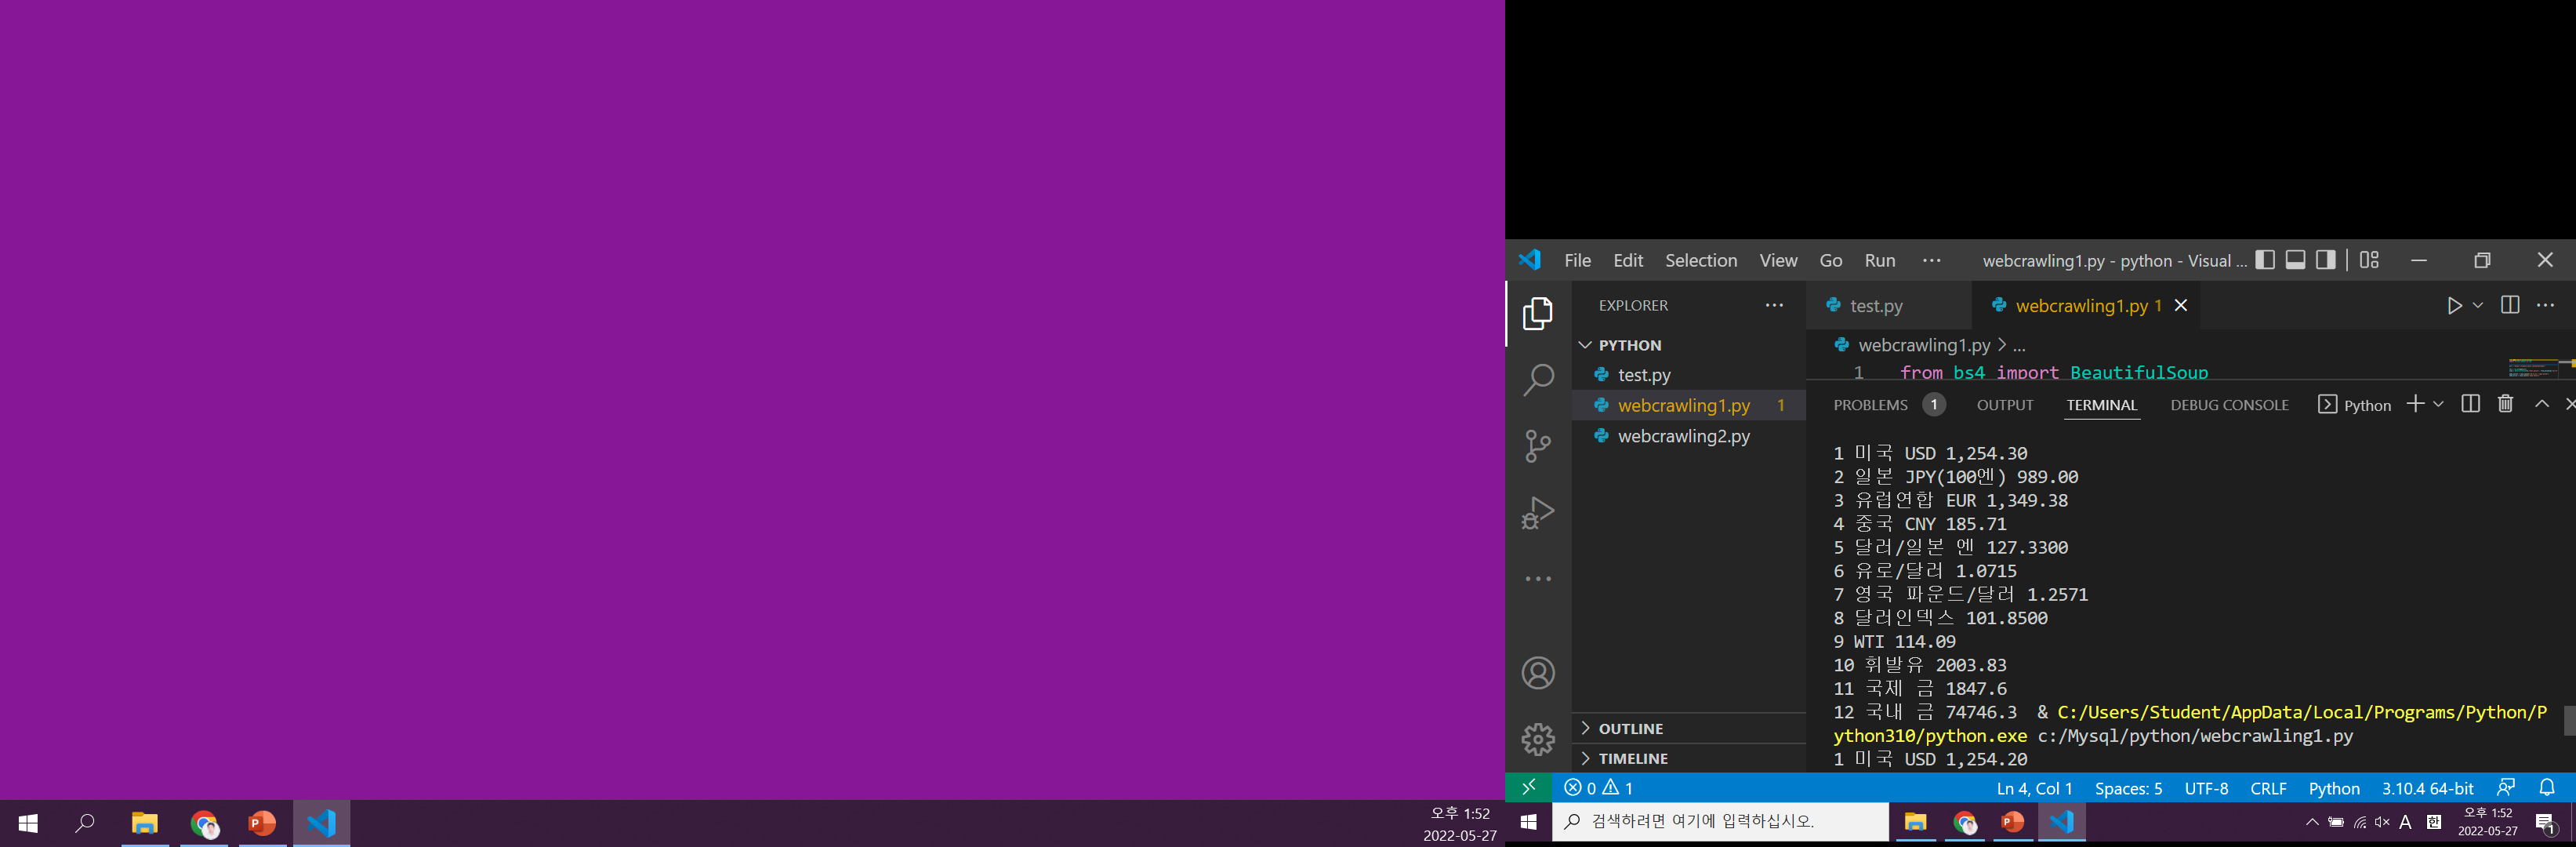 오후 1:52
2022-05-27
File Edit Selection View Go Run ··· webcrawling1.py - python - Visual ...
EXPLORER ···
PYTHON
test.py
webcrawling1.py 1
webcrawling2.py
OUTLINE
TIMELINE
test.py webcrawling1.py 1
webcrawling1.py > ...
1 from bs4 import BeautifulSoup
PROBLEMS 1 OUTPUT TERMINAL DEBUG CONSOLE Python
1 미국 USD 1,254.30
2 일본 JPY(100엔) 989.00
3 유럽연합 EUR 1,349.38
4 중국 CNY 185.71
5 달러/일본 엔 127.3300
6 유로/달러 1.0715
7 영국 파운드/달러 1.2571
8 달러인덱스 101.8500
9 WTI 114.09
10 휘발유 2003.83
11 국제 금 1847.6
12 국내 금 74746.3 & C:/Users/Student/AppData/Local/Programs/Python/P
ython310/python.exe c:/Mysql/python/webcrawling1.py
1 미국 USD 1,254.20
0 1 Ln 4, Col 1 Spaces: 5 UTF-8 CRLF Python 3.10.4 64-bit
검색하려면 여기에 입력하십시오.
A 한 오후 1:52
2022-05-27
1